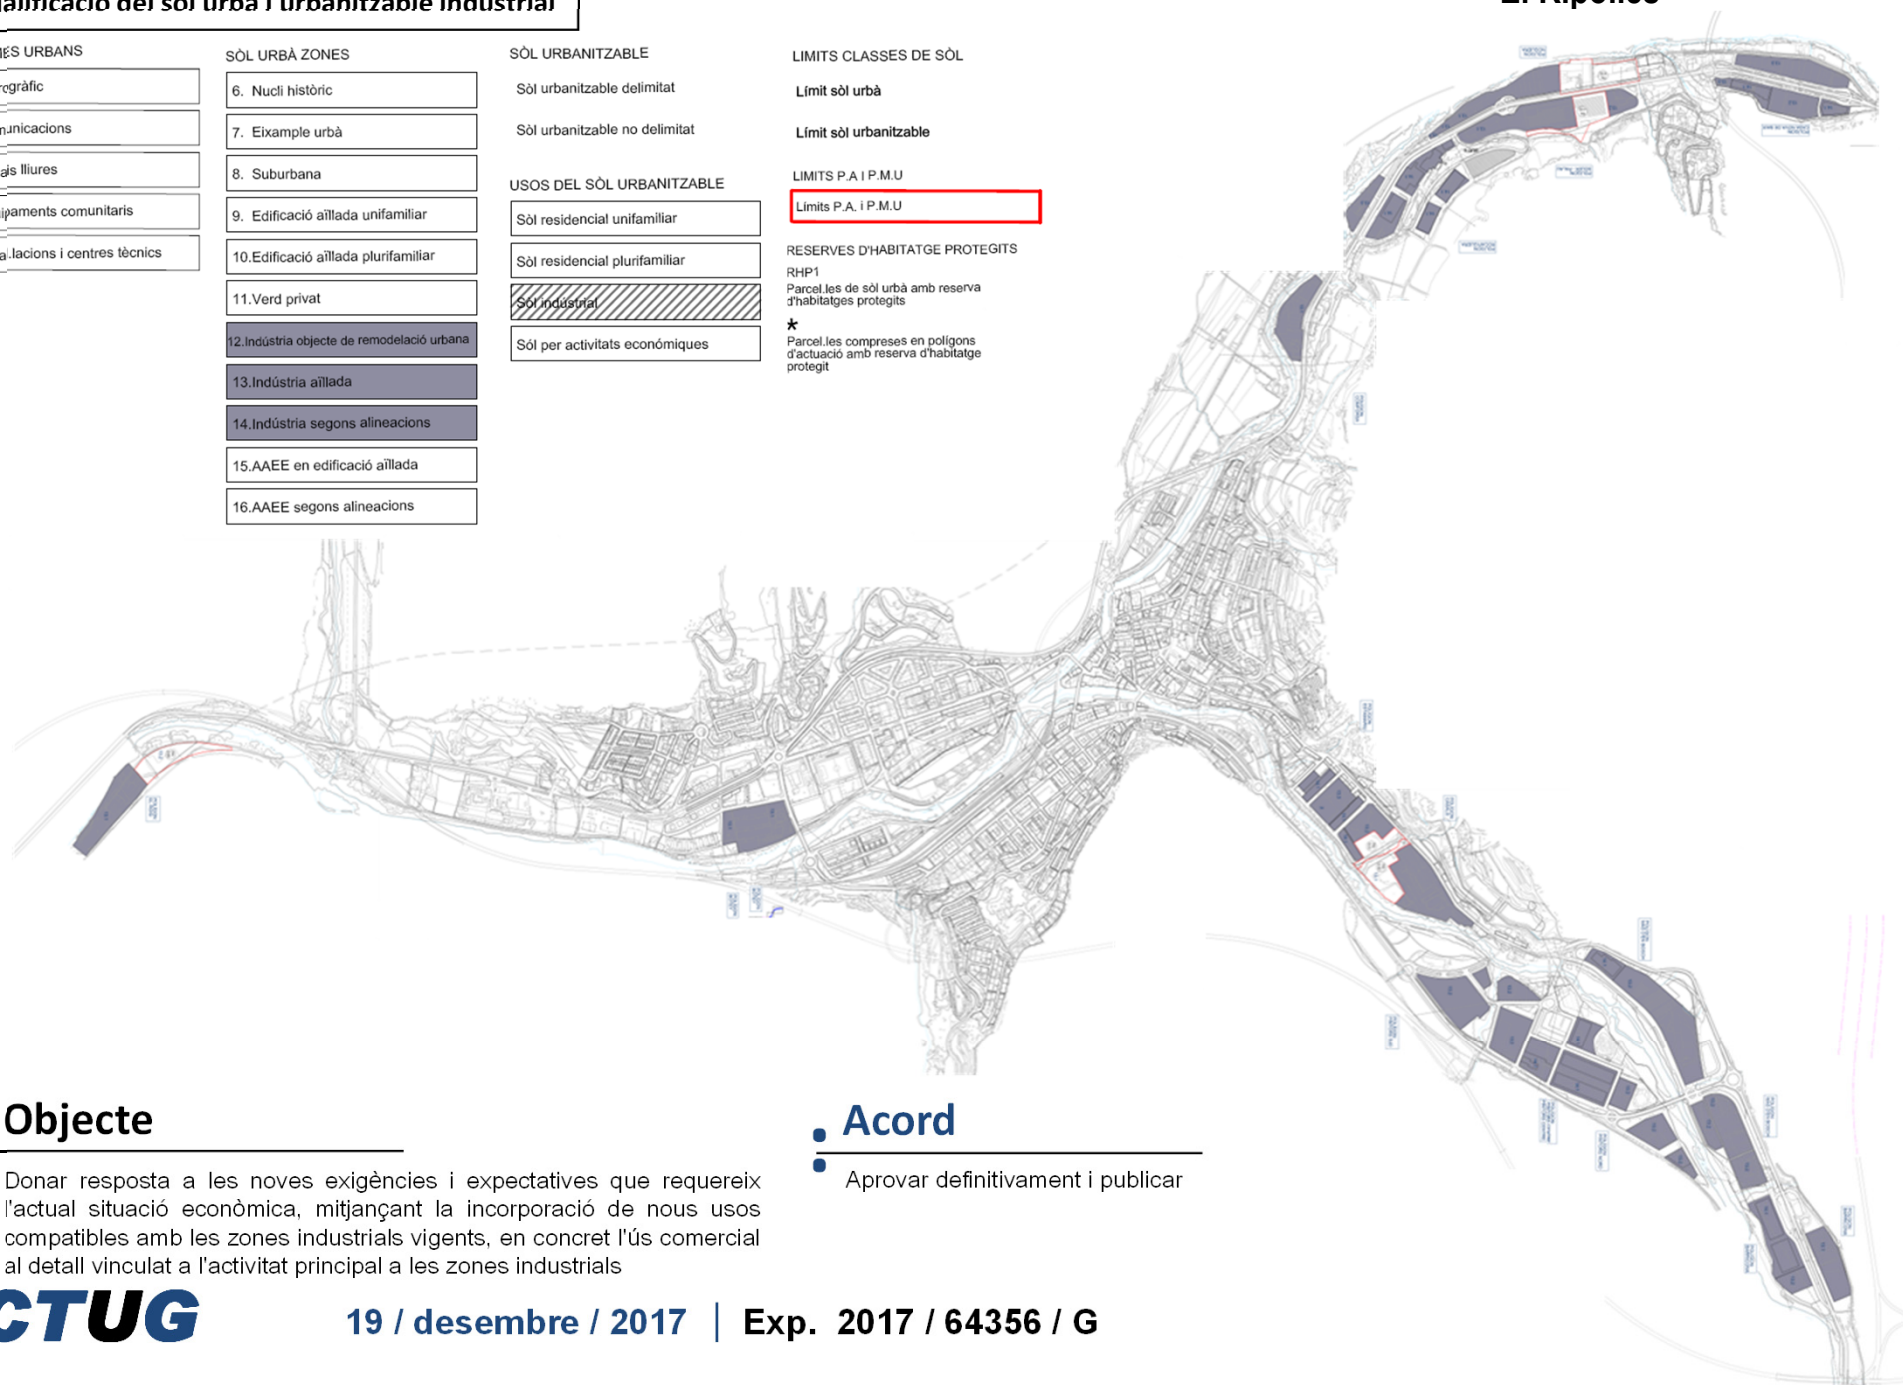 El Ripollès
qualificació del sòl urbà i urbanitzable industrial
ES URBANS
ogràfic
unicacions
ais lliures
ipaments comunitaris
al.lacions i centres tècnics
SÒL URBÀ ZONES
6. Nucli històric
7. Eixample urbà
8. Suburbana
9. Edificació aïllada unifamiliar
10.Edificació aïllada plurifamiliar
11.Verd privat
12.Indústria objecte de remodelació urbana
13.Indústria aïllada
14.Indústria segons alineacions
15.AAEE en edificació aïllada
16.AAEE segons alineacions
SÒL URBANITZABLE
Sòl urbanitzable delimitat
Sòl urbanitzable no delimitat
USOS DEL SÒL URBANITZABLE
Sòl residencial unifamiliar
Sòl residencial plurifamiliar
Sòl industrial
Sól per activitats económiques
LIMITS CLASSES DE SÒL
Límit sòl urbà
Límit sòl urbanitzable
LIMITS P.A I P.M.U
Límits P.A. i P.M.U
RESERVES D'HABITATGE PROTEGITS
RHP1
Parcel.les de sòl urbà amb reserva
d'habitatges protegits
*
Parcel.les compreses en polígons
d'actuació amb reserva d'habitatge
protegit
Objecte
Donar resposta a les noves exigències i expectatives que requereix
l'actual situació econòmica, mitjançant la incorporació de nous usos
compatibles amb les zones industrials vigents, en concret l'ús comercial
al detall vinculat a l'activitat principal a les zones industrials
Acord
Aprovar definitivament i publicar
CTUG
19 / desembre / 2017 | Exp. 2017 / 64356 / G